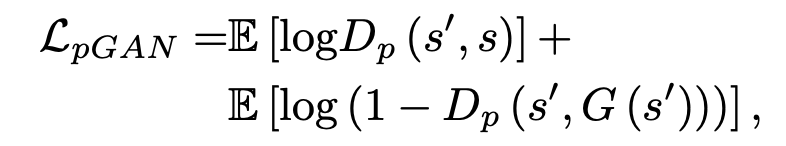 ℒ_{pGAN} = 𝔼 [log D_p (s′, s)] +
𝔼 [log (1 − D_p (s′, G (s′)))] ,